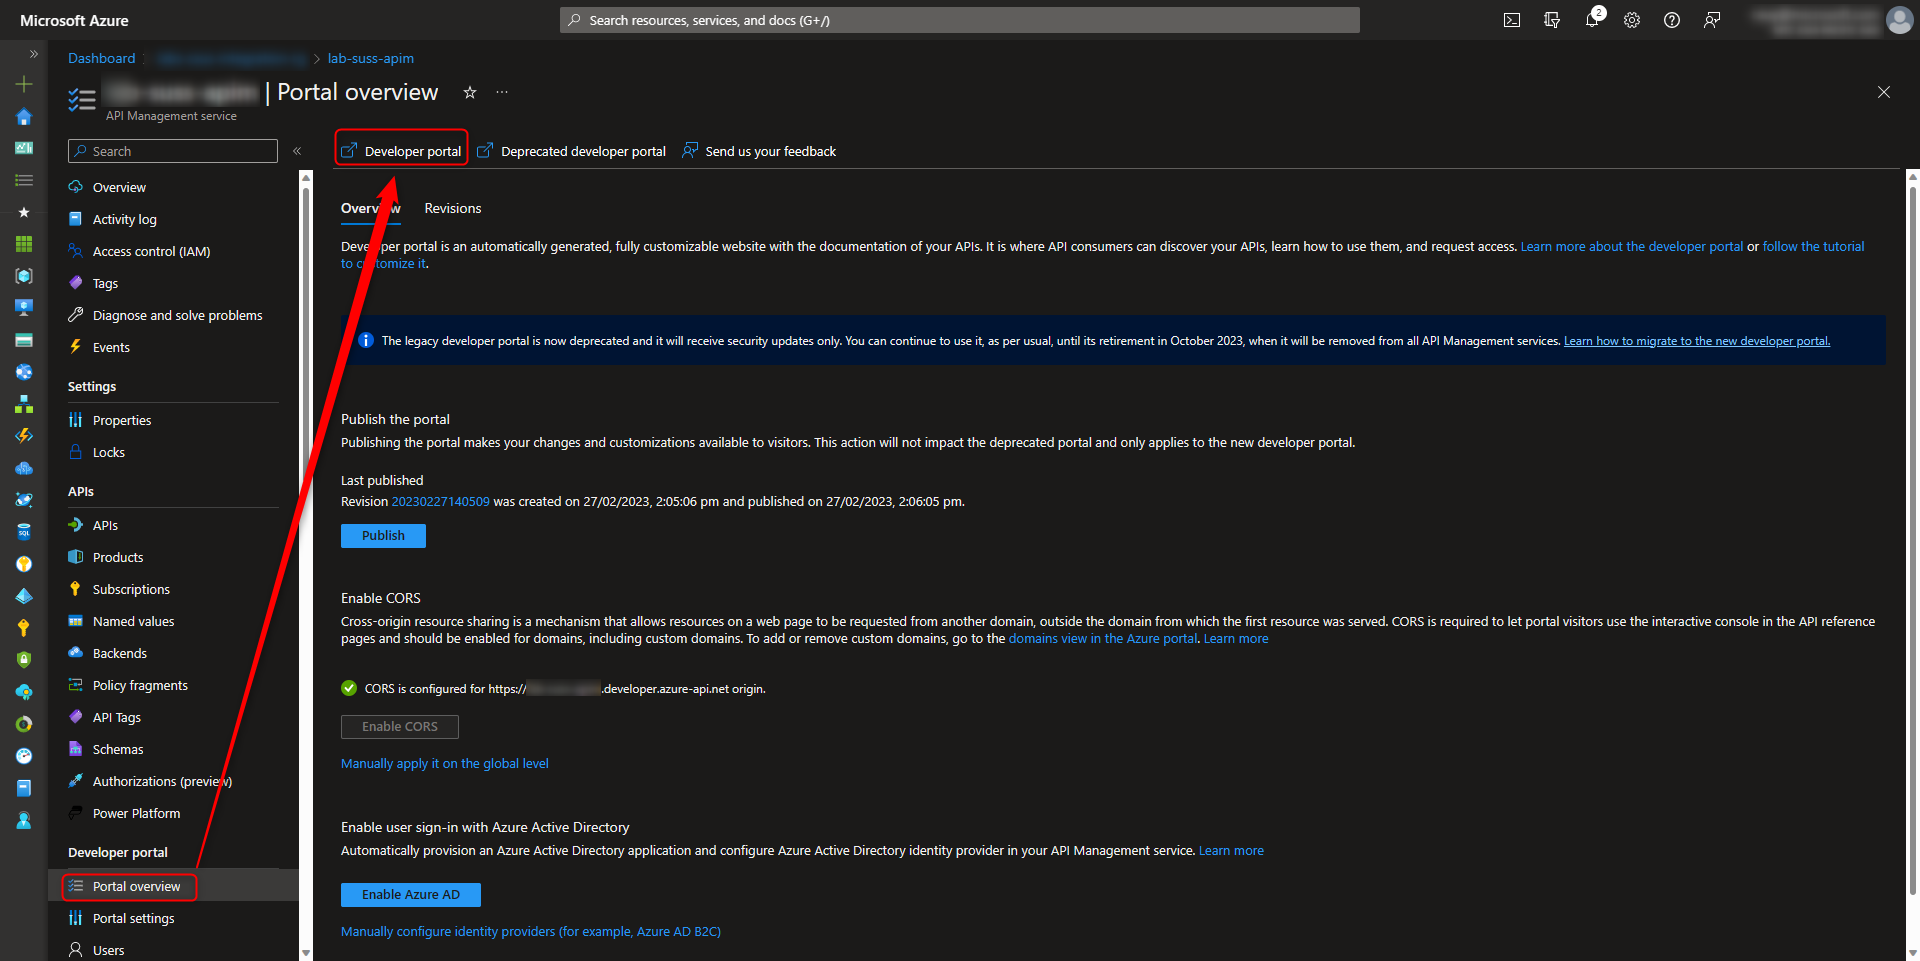 Microsoft Azure
Search resources, services, and docs (G+/)
2
Dashboard > > lab-suss-apim
| Portal overview
API Management service
Search
Overview
Activity log
Access control (IAM)
Tags
Diagnose and solve problems
Events
Settings
Properties
Locks
APIs
APIs
Products
Subscriptions
Named values
Backends
Policy fragments
API Tags
Schemas
Authorizations (preview)
Power Platform
Developer portal
Portal overview
Portal settings
Users
Developer portal
Deprecated developer portal
Send us your feedback
Overview
Revisions
Developer portal is an automatically generated, fully customizable website with the documentation of your APIs. It is where API consumers can discover your APIs, learn how to use them, and request access. Learn more about the developer portal or follow the tutorial
to customize it.
The legacy developer portal is now deprecated and it will receive security updates only. You can continue to use it, as per usual, until its retirement in October 2023, when it will be removed from all API Management services. Learn how to migrate to the new developer portal.
Publish the portal
Publishing the portal makes your changes and customizations available to visitors. This action will not impact the deprecated portal and only applies to the new developer portal.
Last published
Revision 20230227140509 was created on 27/02/2023, 2:05:06 pm and published on 27/02/2023, 2:06:05 pm.
Publish
Enable CORS
Cross-origin resource sharing is a mechanism that allows resources on a web page to be requested from another domain, outside the domain from which the first resource was served. CORS is required to let portal visitors use the interactive console in the API reference
pages and should be enabled for domains, including custom domains. To add or remove custom domains, go to the domains view in the Azure portal. Learn more
CORS is configured for https:// .developer.azure-api.net origin.
Enable CORS
Manually apply it on the global level
Enable user sign-in with Azure Active Directory
Automatically provision an Azure Active Directory application and configure Azure Active Directory identity provider in your API Management service. Learn more
Enable Azure AD
Manually configure identity providers (for example, Azure AD B2C)